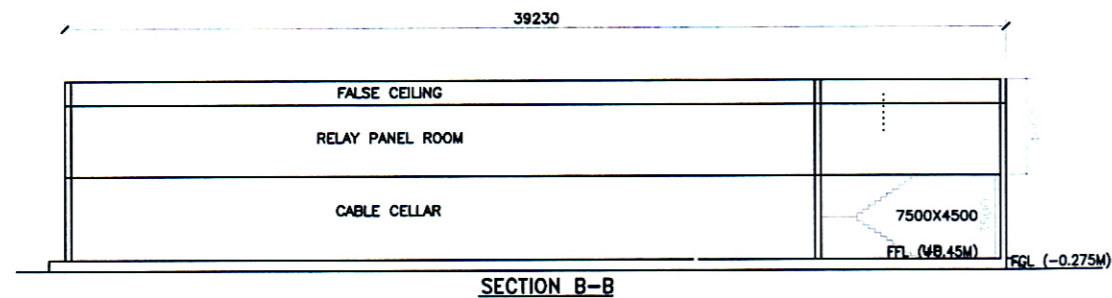 39230
FALSE CEILING
RELAY PANEL ROOM
CABLE CELLAR
7500X4500
FFL
FGL (-0.275M)
SECTION B-B